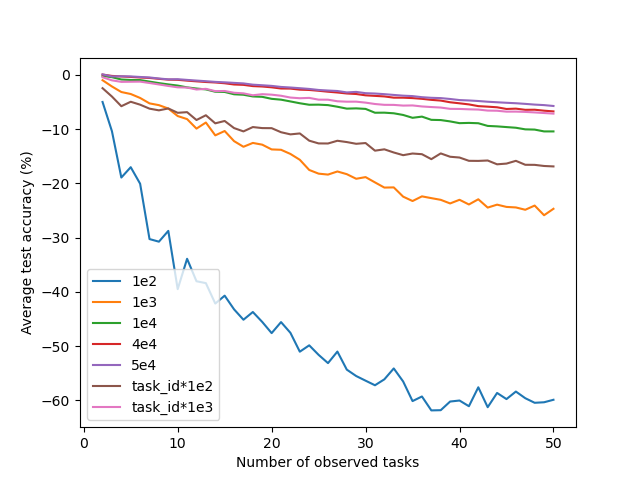 0
−10
−20
−30
−40
−50
−60
Average test accuracy (%)
1e2
1e3
1e4
4e4
5e4
task_id*1e2
task_id*1e3
0 10 20 30 40 50
Number of observed tasks